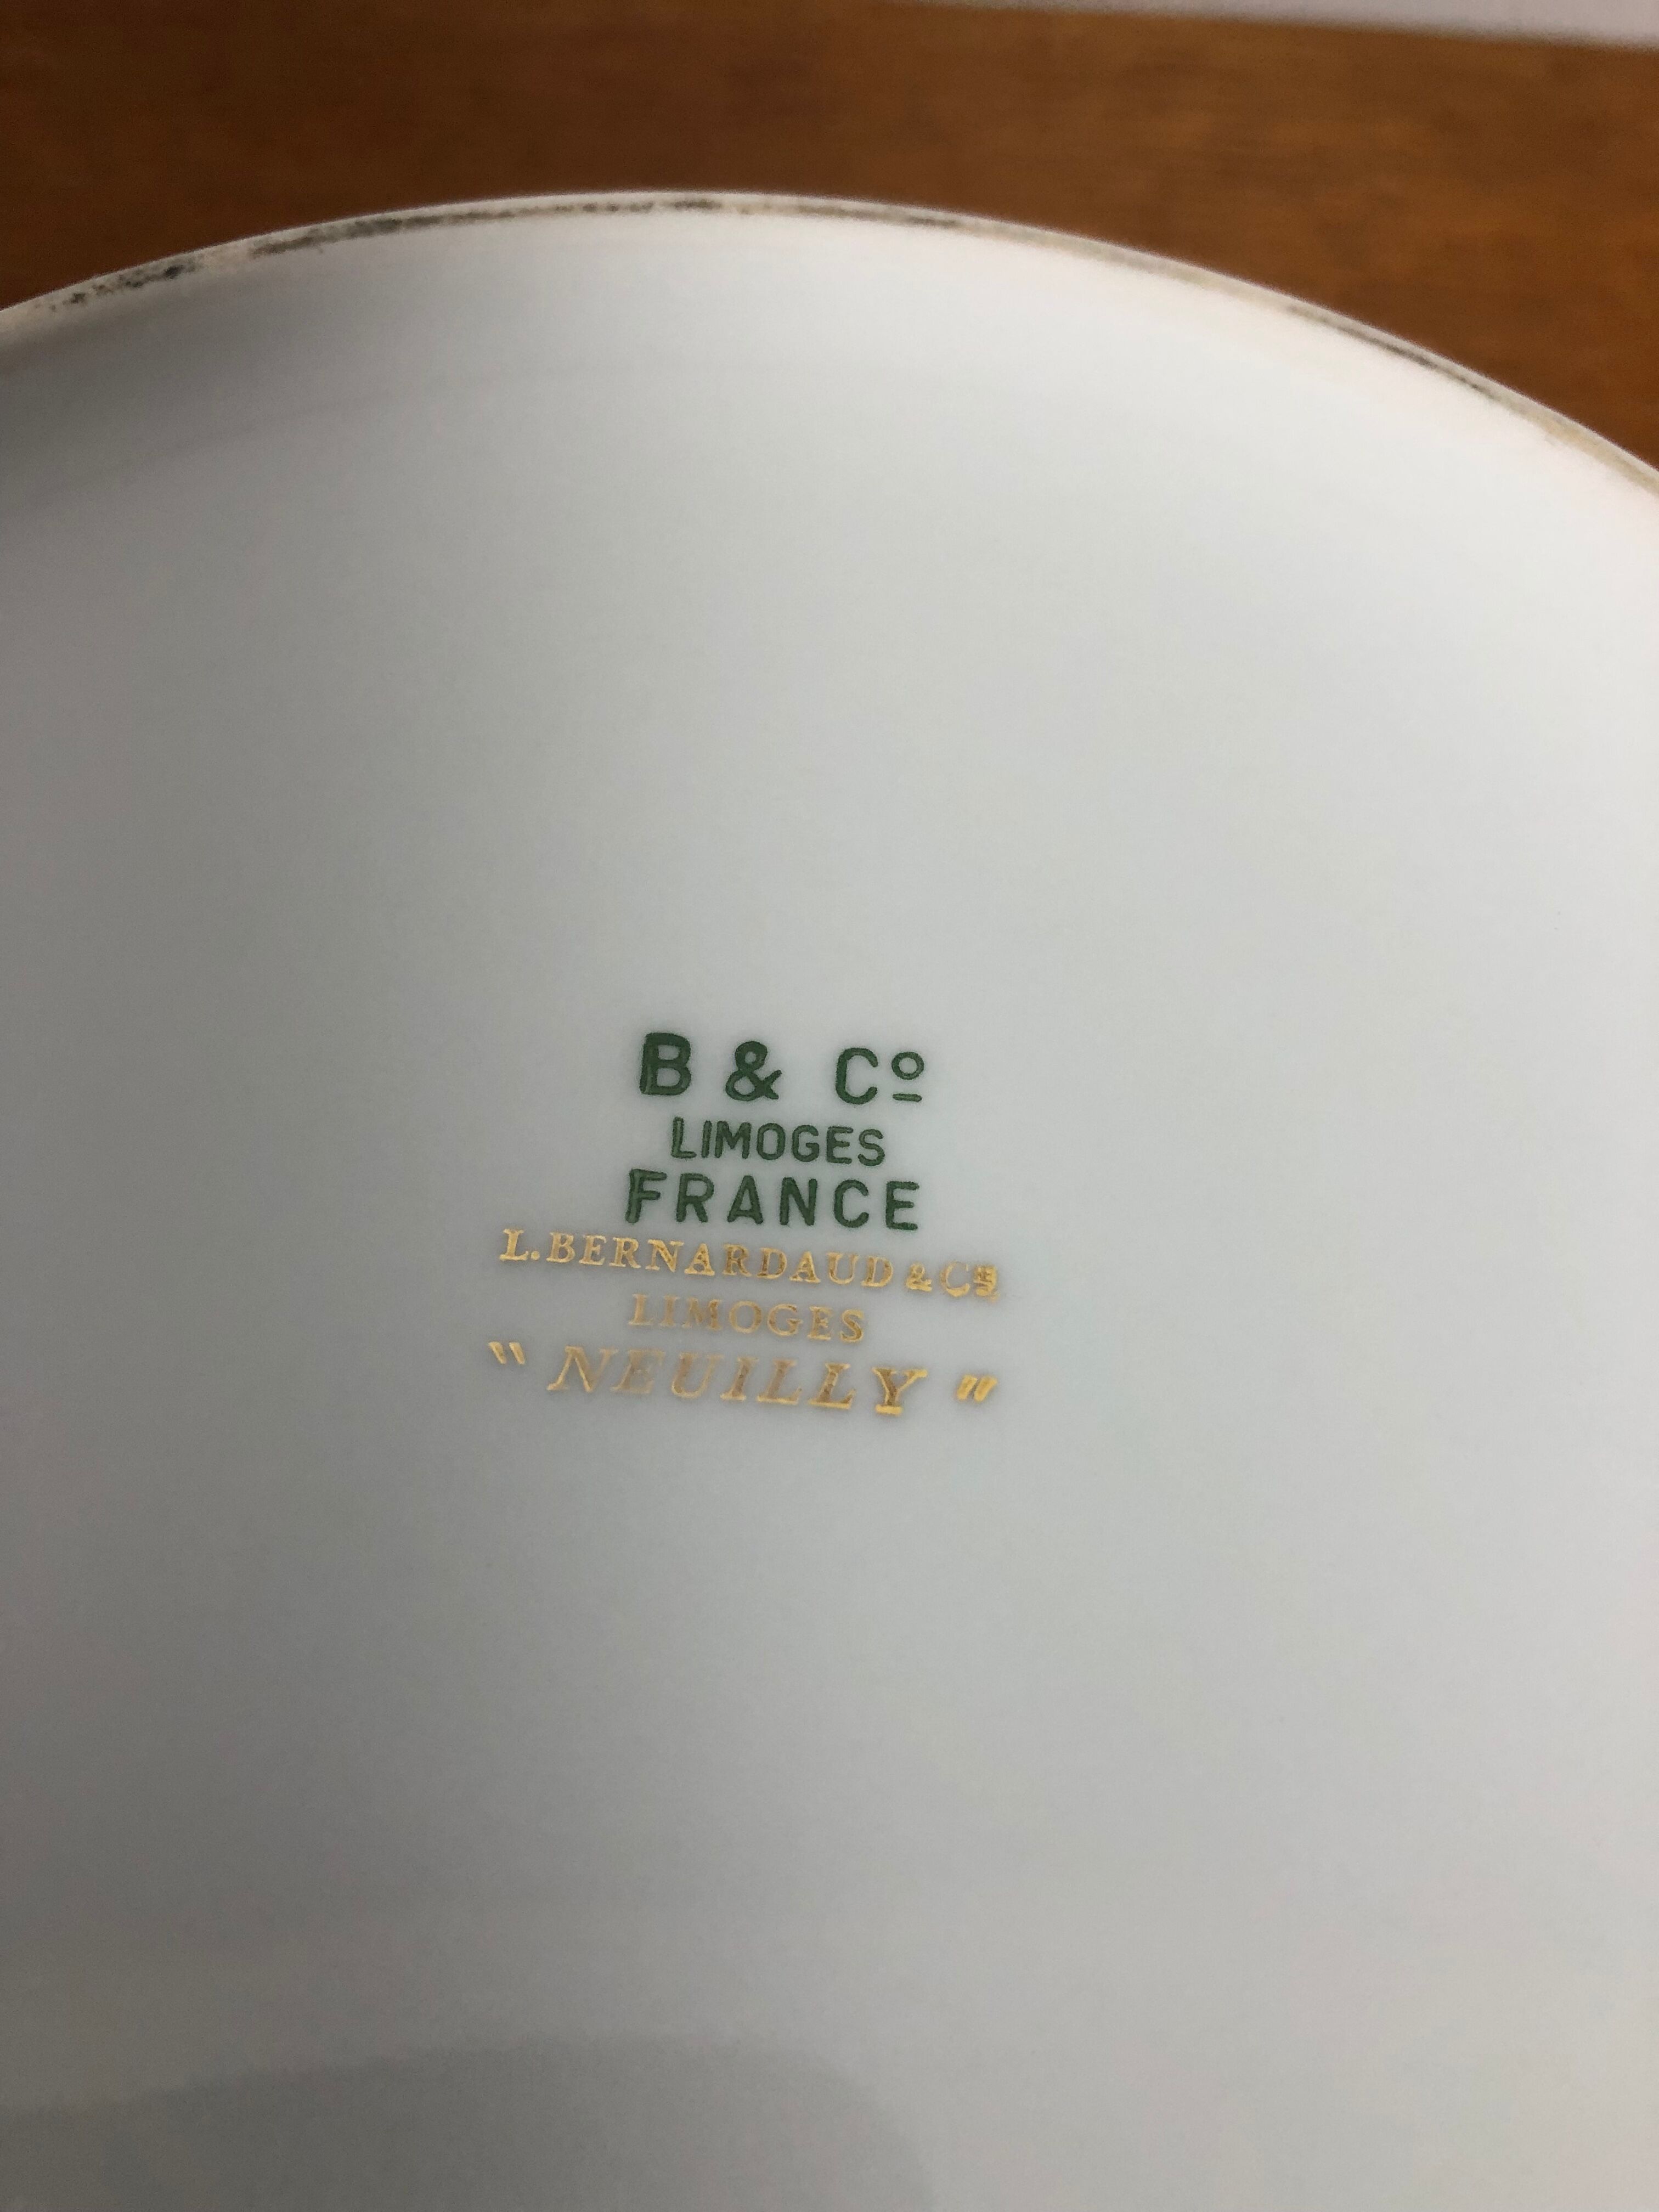 B & Cº
LIMOGES
FRANCE
L.BERNARDAUD & CIE
LIMOGES
“ NEUILLY ”